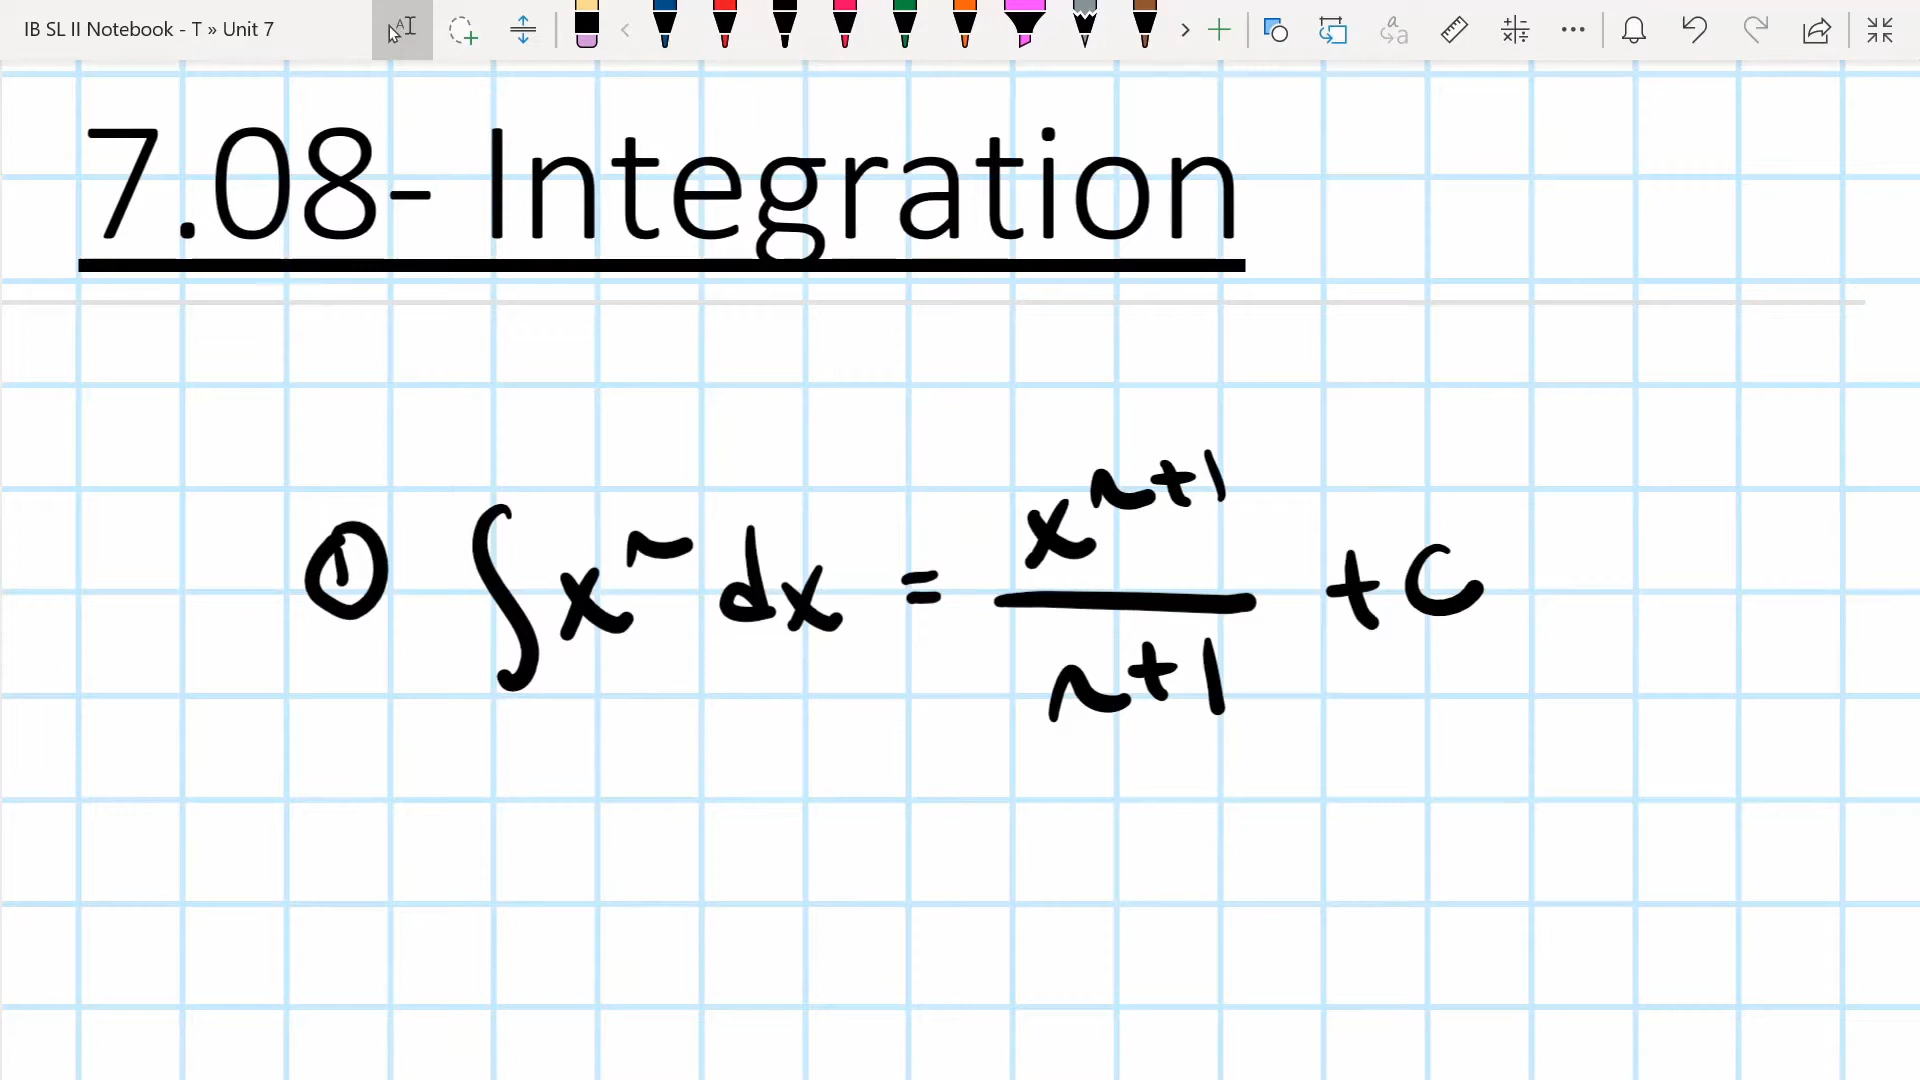 IB SL II Notebook - T » Unit 7
7.08- Integration
① ∫xⁿ dx = xⁿ⁺¹/n+1 + C